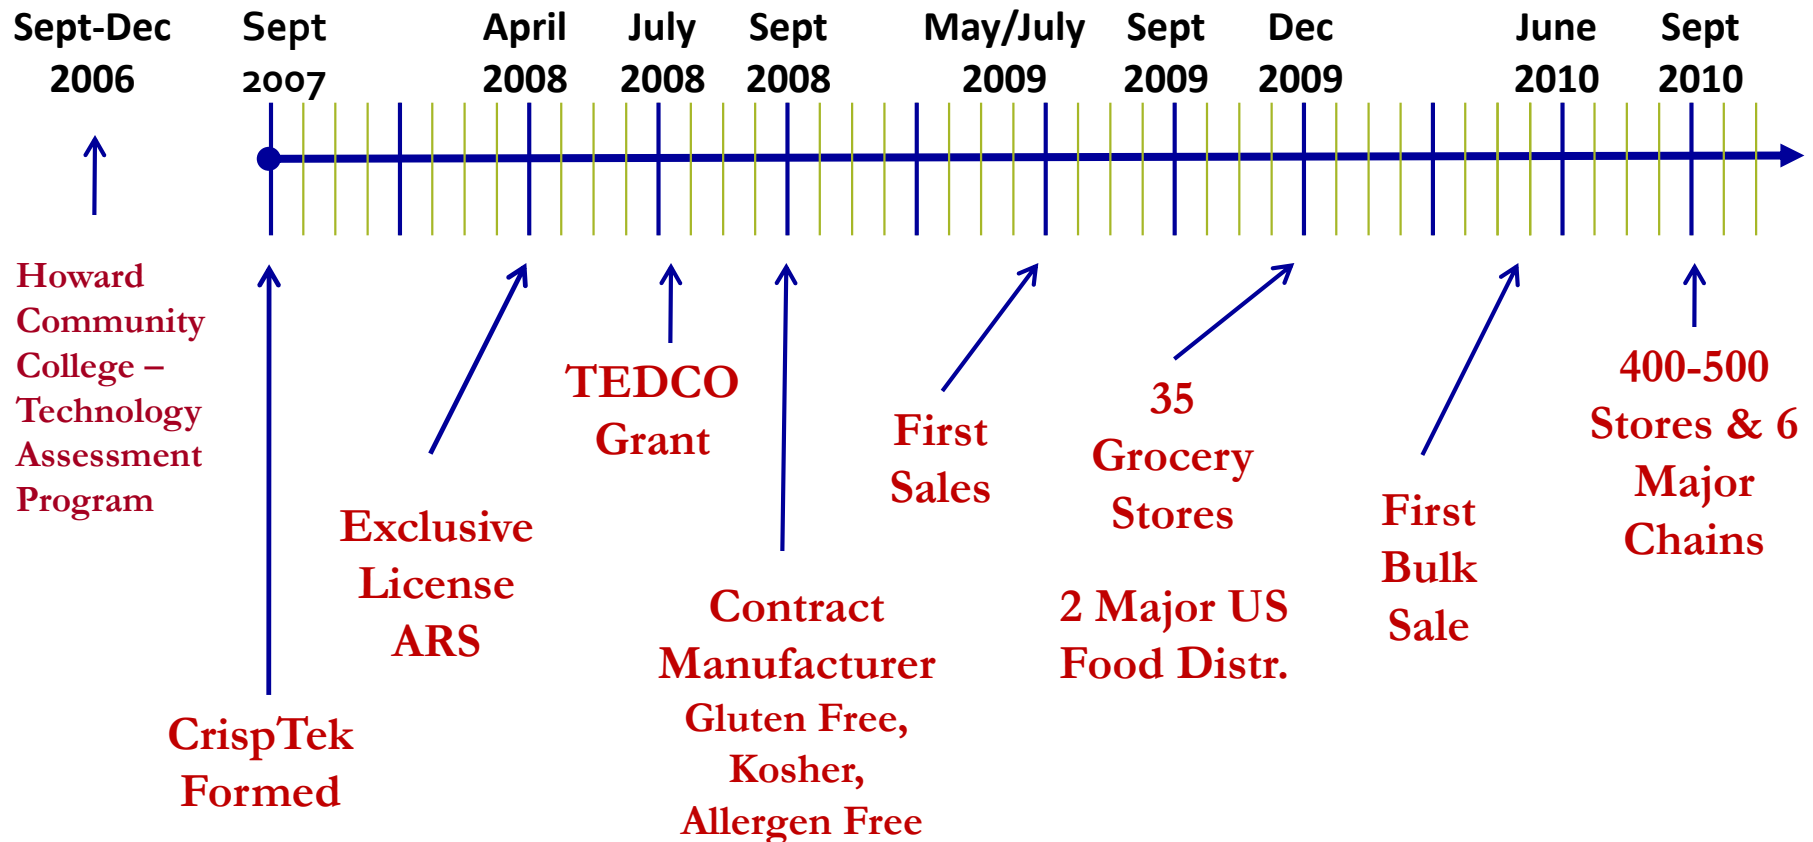 Sept-Dec
2006
Sept
2007
April
2008
July
2008
Sept
2008
May/July
2009
Sept
2009
Dec
2009
June
2010
Sept
2010
Howard
Community
College –
Technology
Assessment
Program
CrispTek
Formed
Exclusive
License
ARS
TEDCO
Grant
Contract
Manufacturer
Gluten Free,
Kosher,
Allergen Free
First
Sales
35
Grocery
Stores
2 Major US
Food Distr.
First
Bulk
Sale
400-500
Stores & 6
Major
Chains